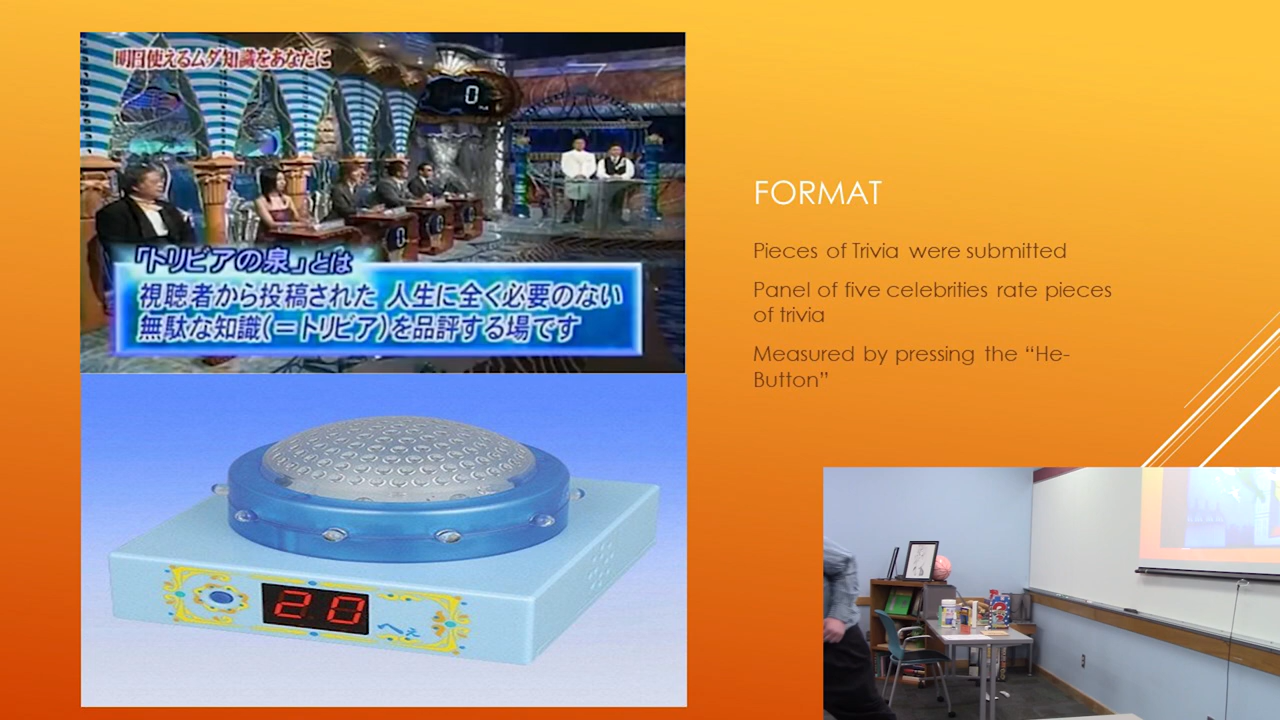 明日使えるムダ知識をあなたに
0
0
「トリビアの泉」とは
視聴者から投稿された 人生に全く必要のない
無駄な知識(=トリビア)を品評する場です
20
へぇ
FORMAT
Pieces of Trivia were submitted
Panel of five celebrities rate pieces
of trivia
Measured by pressing the “He-
Button”